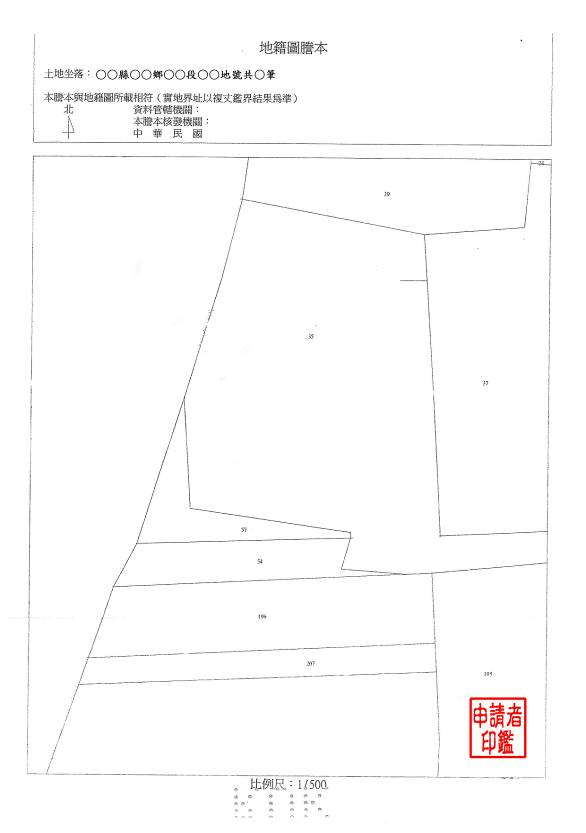 地籍圖謄本
土地坐落：○○縣○○鄉○○段○○地號共○筆
本謄本與地籍圖所載相符（實地界址以複丈鑑界結果為準）
北
資料管轄機關：
本謄本核發機關：
中 華 民 國
39
35
37
57
54
196
207
195
申請者
印鑑
比例尺：1/500